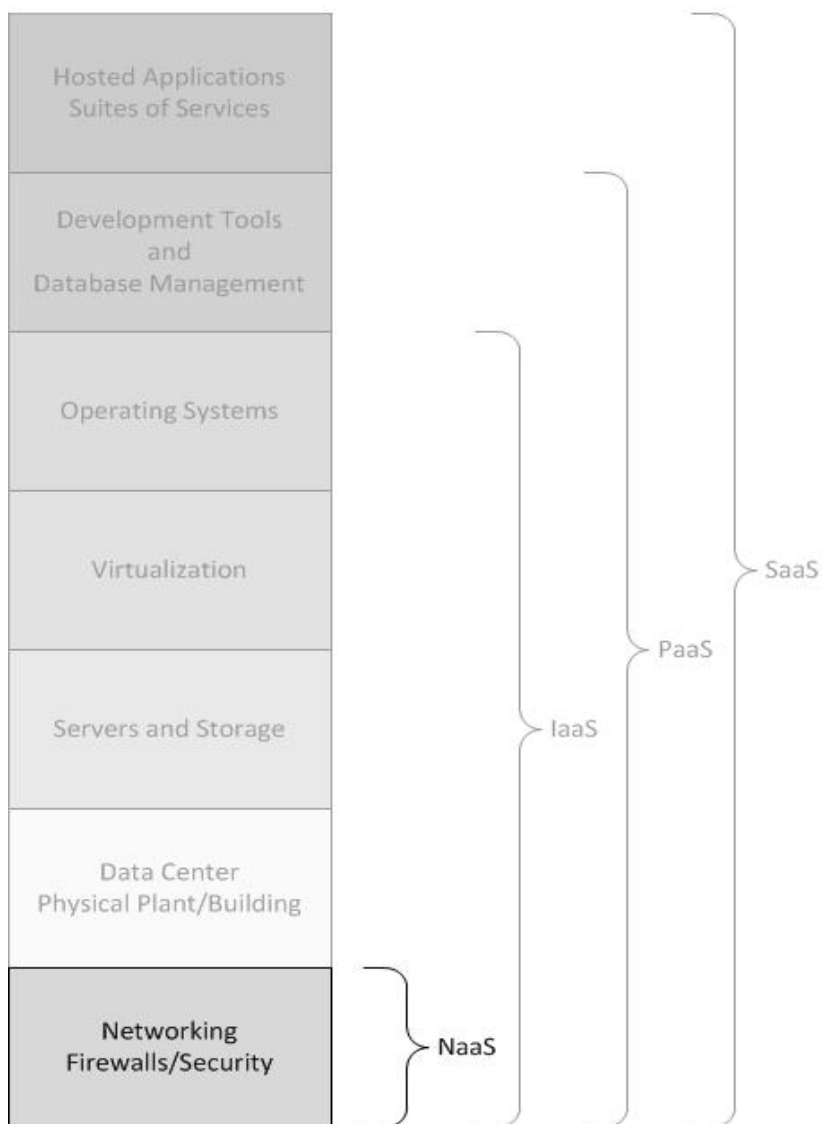 Hosted Applications
Suites of Services
Development Tools
and
Database Management
Operating Systems
Virtualization
SaaS
PaaS
Servers and Storage
IaaS
Data Center
Physical Plant/Building
Networking
Firewalls/Security
NaaS